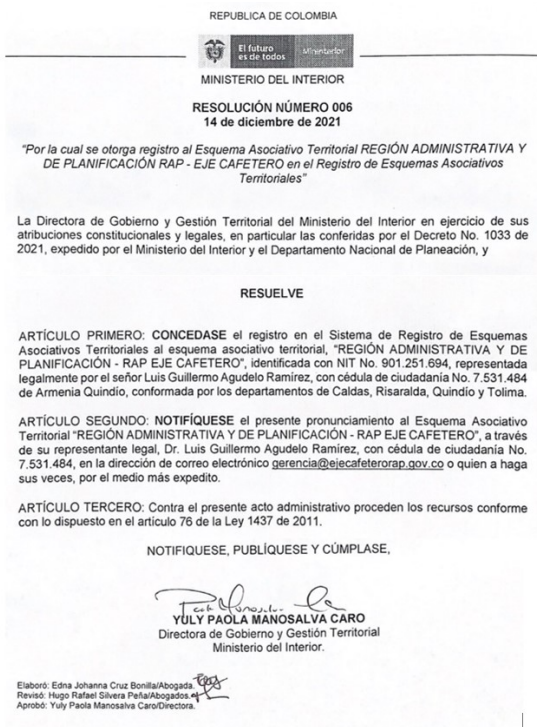 REPUBLICA DE COLOMBIA
El futuro
es de todos
Mininterior
MINISTERIO DEL INTERIOR
RESOLUCIÓN NÚMERO 006
14 de diciembre de 2021
"Por la cual se otorga registro al Esquema Asociativo Territorial REGIÓN ADMINISTRATIVA Y
DE PLANIFICACIÓN RAP - EJE CAFETERO en el Registro de Esquemas Asociativos
Territoriales"
La Directora de Gobierno y Gestión Territorial del Ministerio del Interior en ejercicio de sus
atribuciones constitucionales y legales, en particular las conferidas por el Decreto No. 1033 de
2021, expedido por el Ministerio del Interior y el Departamento Nacional de Planeación, y
RESUELVE
ARTÍCULO PRIMERO: CONCEDASE el registro en el Sistema de Registro de Esquemas
Asociativos Territoriales al esquema asociativo territorial, "REGIÓN ADMINISTRATIVA Y DE
PLANIFICACIÓN - RAP EJE CAFETERO", identificada con NIT No. 901.251.694, representada
legalmente por el señor Luis Guillermo Agudelo Ramírez, con cédula de ciudadanía No. 7.531.484
de Armenia Quindío, conformada por los departamentos de Caldas, Risaralda, Quindío y Tolima.
ARTÍCULO SEGUNDO: NOTIFÍQUESE el presente pronunciamiento al Esquema Asociativo
Territorial "REGIÓN ADMINISTRATIVA Y DE PLANIFICACIÓN - RAP EJE CAFETERO", a través
de su representante legal, Dr. Luis Guillermo Agudelo Ramírez, con cédula de ciudadanía No.
7.531.484, en la dirección de correo electrónico gerencia@ejecafeterorap.gov.co o quien a haga
sus veces, por el medio más expedito.
ARTÍCULO TERCERO: Contra el presente acto administrativo proceden los recursos conforme
con lo dispuesto en el artículo 76 de la Ley 1437 de 2011.
NOTIFIQUESE, PUBLÍQUESE Y CÚMPLASE,
YULY PAOLA MANOSALVA CARO
Directora de Gobierno y Gestión Territorial
Ministerio del Interior.
Elaboró: Edna Johanna Cruz Bonilla/Abogada.
Revisó: Hugo Rafael Silvera Peña/Abogados.
Aprobó: Yuly Paola Manosalva Caro/Directora.